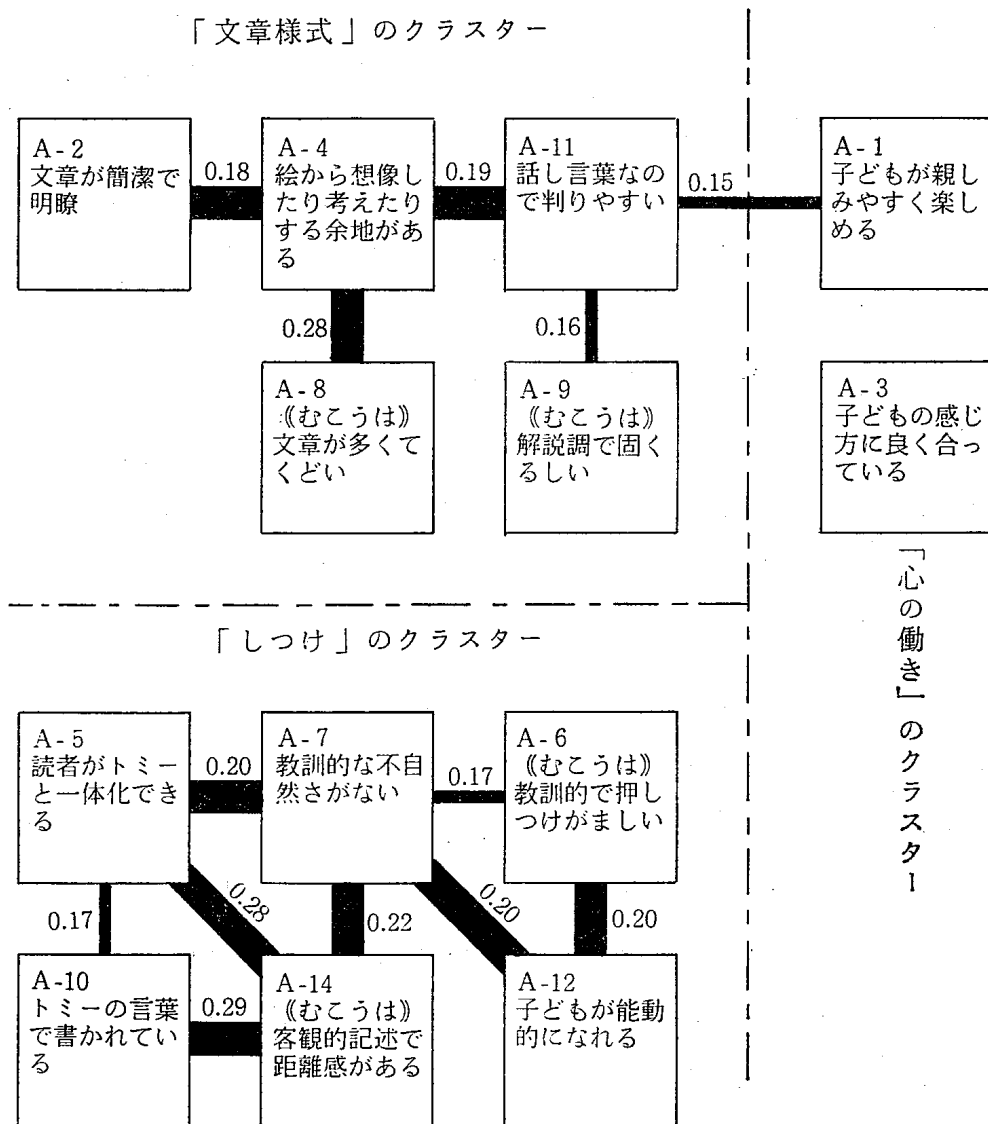 「文章様式」のクラスター
A-2
文章が簡潔で
明瞭
0.18
A-4
絵から想像し
たり考えたり
する余地があ
る
0.19
A-11
話し言葉なの
で判りやすい
0.15
A-1
子どもが親し
みやすく楽し
める
0.28
0.16
A-8
《むこうは》
文章が多くて
くどい
A-9
《むこうは》
解説調で固く
るしい
A-3
子どもの感じ
方に良く合っ
ている
「心の働き」のクラスター
「しつけ」のクラスター
A-5
読者がトミー
と一体化でき
る
0.20
A-7
教訓的な不自
然さがない
0.17
A-6
《むこうは》
教訓的で押し
つけがましい
0.17
0.28
0.22
0.20
0.20
A-10
トミーの言葉
で書かれてい
る
0.29
A-14
《むこうは》
客観的記述で
距離感がある
A-12
子どもが能動
的になれる